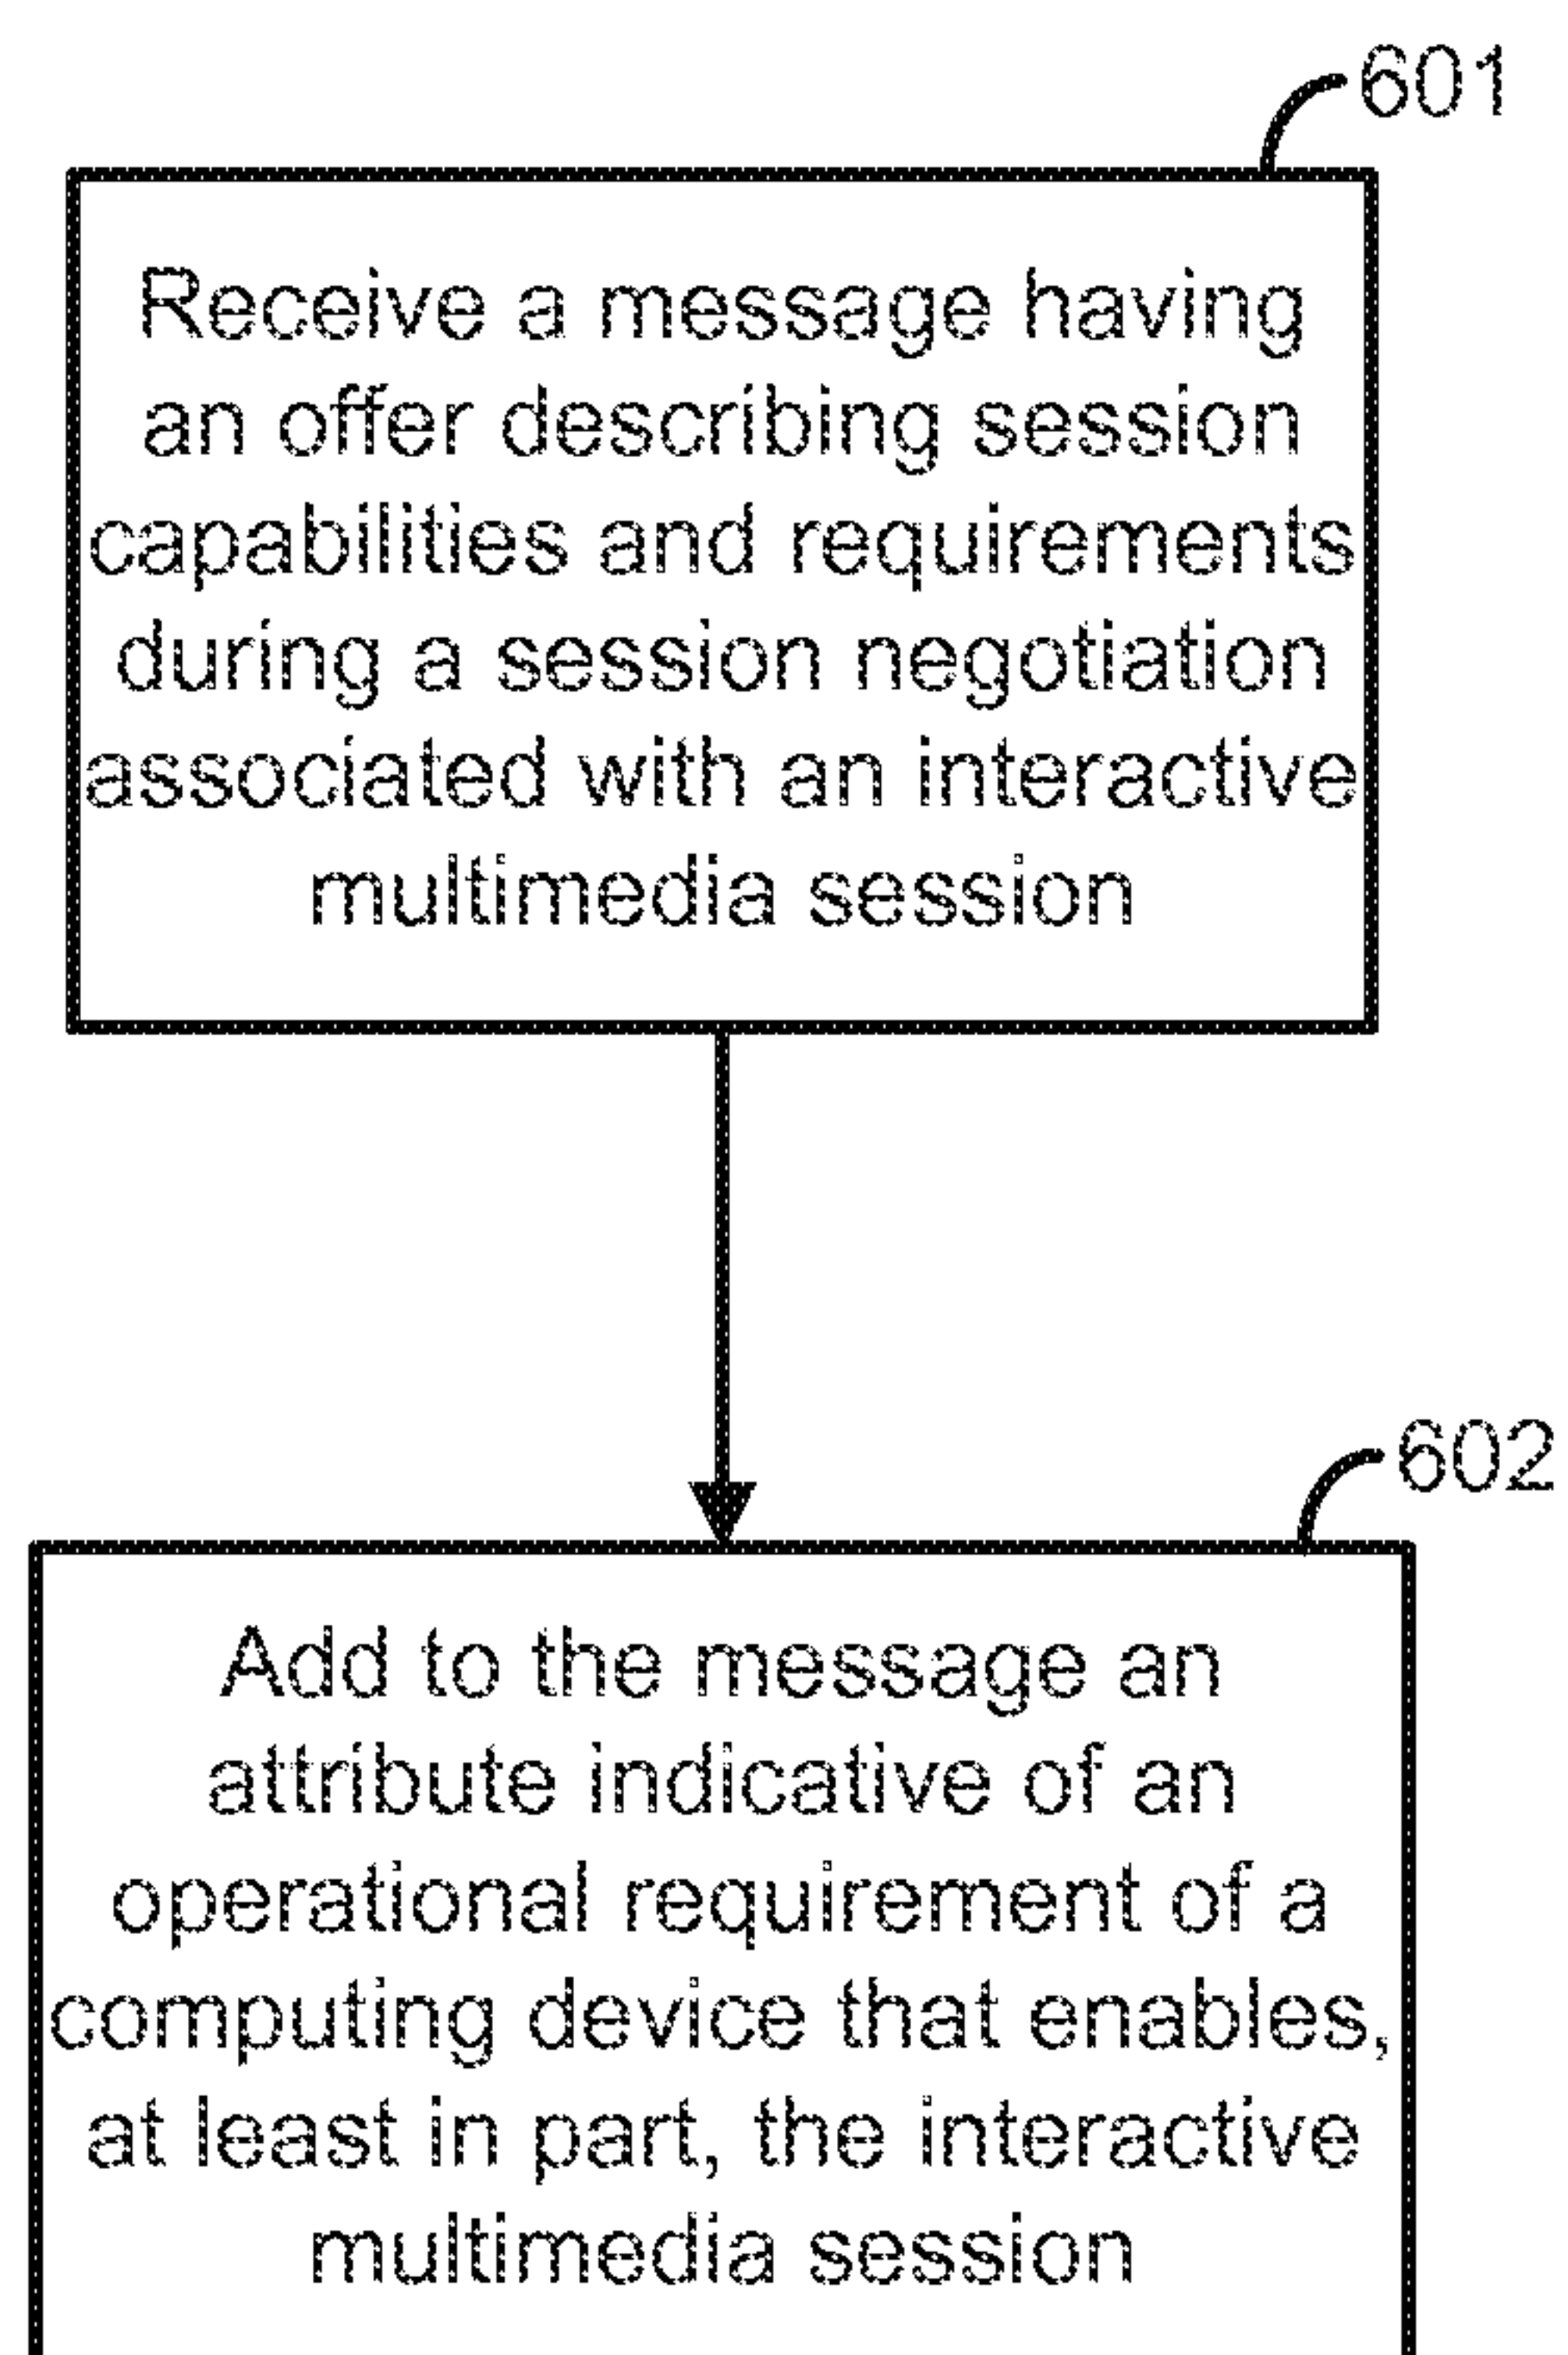 601
Receive a message having
an offer describing session
capabilities and requirements
during a session negotiation
associated with an interactive
multimedia session
602
Add to the message an
attribute indicative of an
operational requirement of a
computing device that enables,
at least in part, the interactive
multimedia session